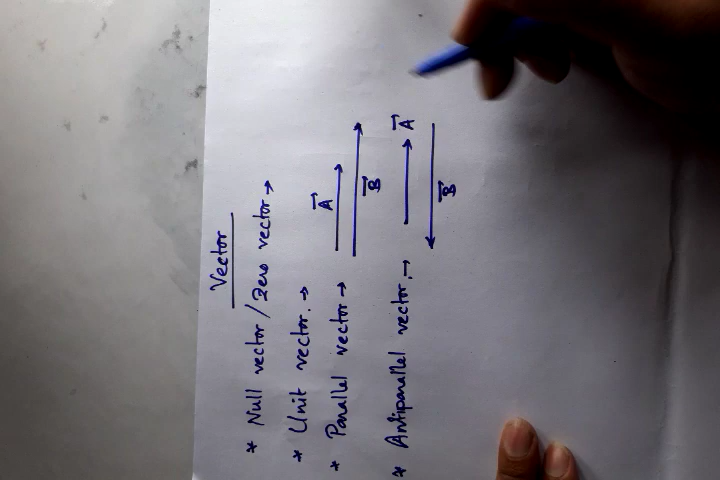 Vector
* Null vector / Zero vector →
* Unit vector. →
* Parallel vector →
A⃗
B⃗
* Antiparallel vector. →
A⃗
B⃗